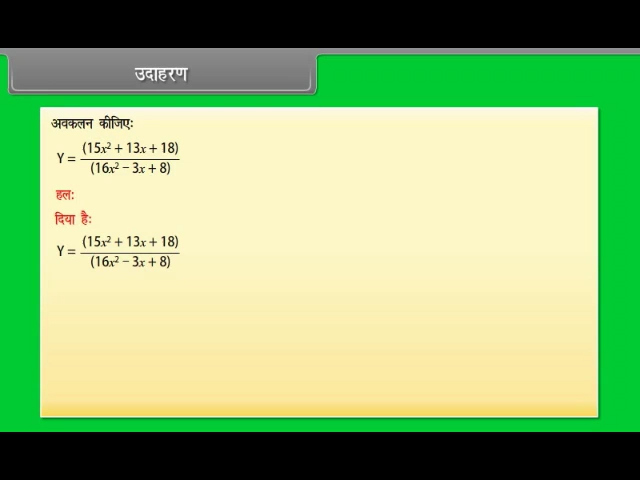 उदाहरण
अवकलन कीजिए:
Y = (15x² + 13x + 18) / (16x² − 3x + 8)
हल:
दिया है:
Y = (15x² + 13x + 18) / (16x² − 3x + 8)